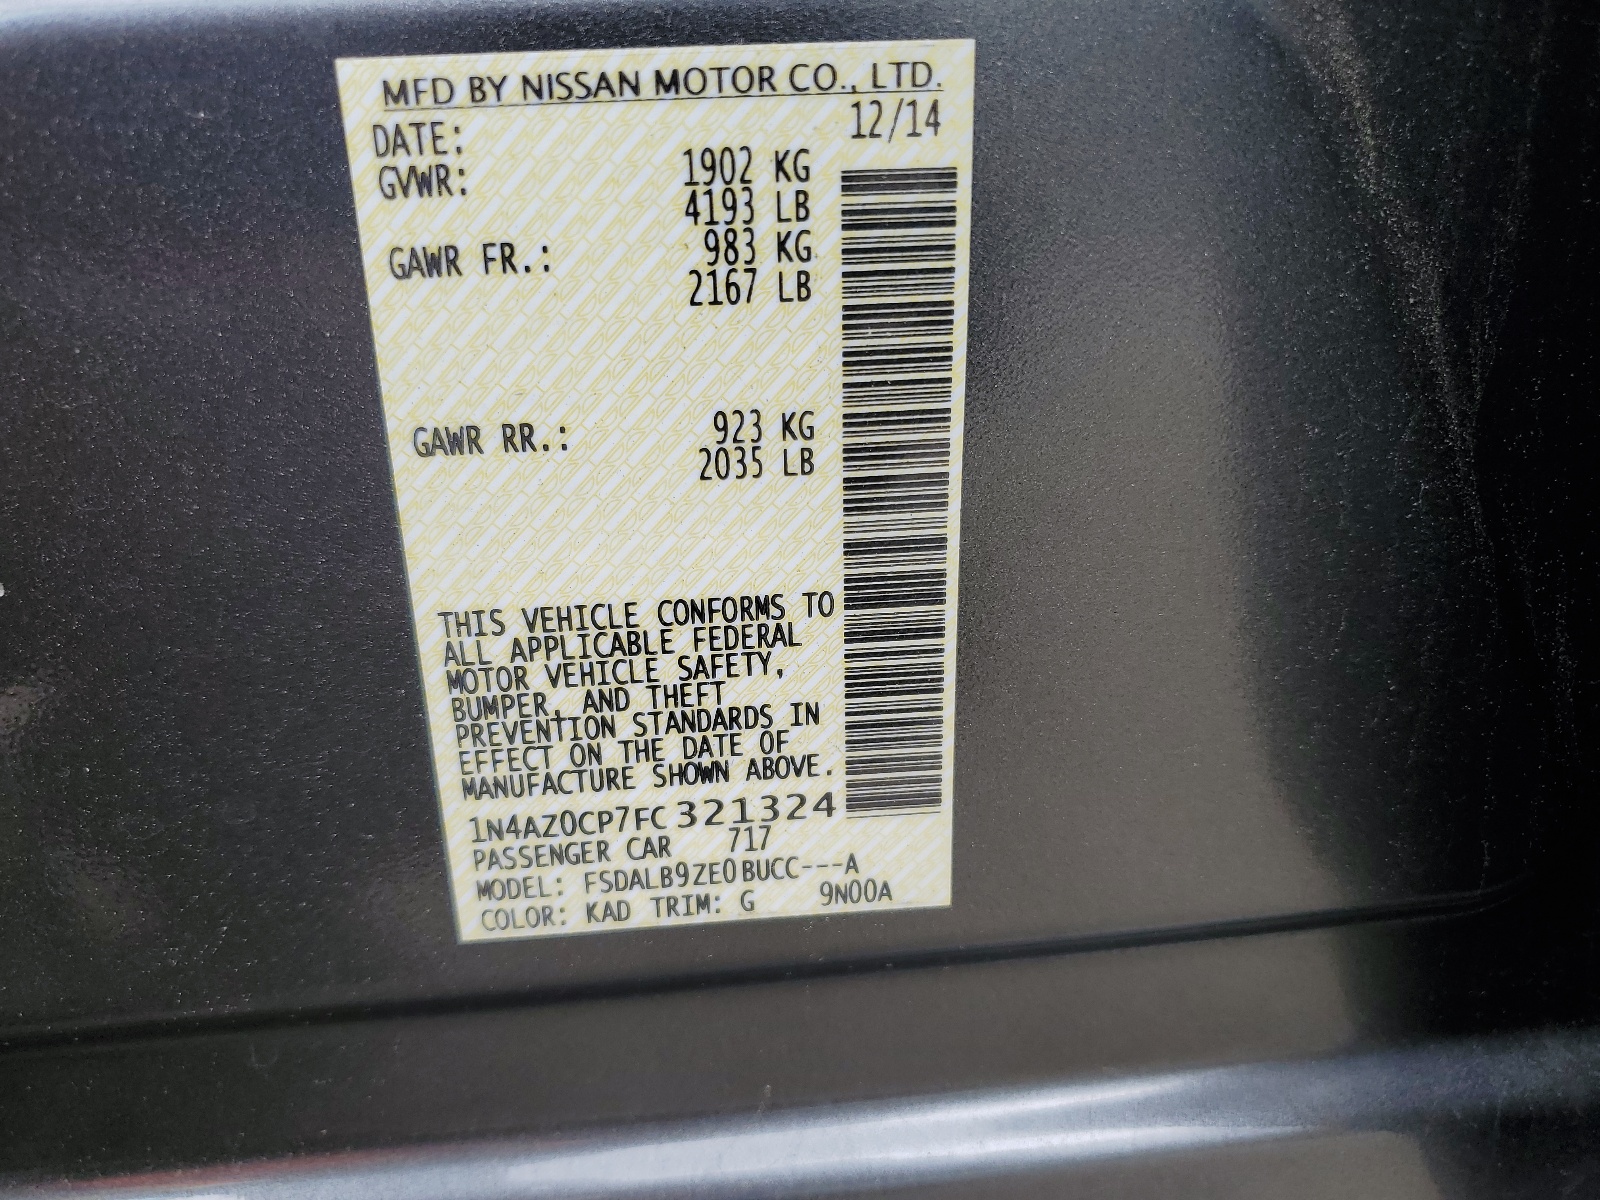 MFD BY NISSAN MOTOR CO., LTD.
DATE: 12/14
GVWR: 1902 KG
4193 LB
GAWR FR.: 983 KG
2167 LB
GAWR RR.: 923 KG
2035 LB
THIS VEHICLE CONFORMS TO
ALL APPLICABLE FEDERAL
MOTOR VEHICLE SAFETY,
BUMPER, AND THEFT
PREVENTION STANDARDS IN
EFFECT ON THE DATE OF
MANUFACTURE SHOWN ABOVE.
1N4AZ0CP7FC321324
PASSENGER CAR 717
MODEL: FSDALB9ZE0BUCC---A
COLOR: KAD TRIM: G 9N00A